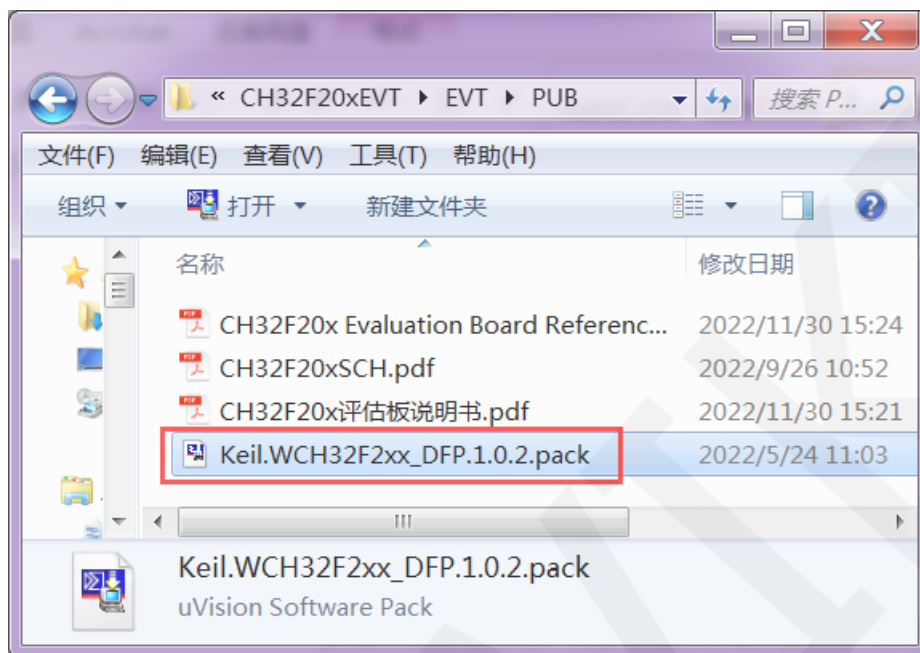 « CH32F20xEVT ▸ EVT ▸ PUB
搜索 P...
文件(F) 编辑(E) 查看(V) 工具(T) 帮助(H)
组织 打开 新建文件夹
名称 修改日期
CH32F20x Evaluation Board Referenc... 2022/11/30 15:24
CH32F20xSCH.pdf 2022/9/26 10:52
CH32F20x评估板说明书.pdf 2022/11/30 15:21
Keil.WCH32F2xx_DFP.1.0.2.pack 2022/5/24 11:03
Keil.WCH32F2xx_DFP.1.0.2.pack
uVision Software Pack